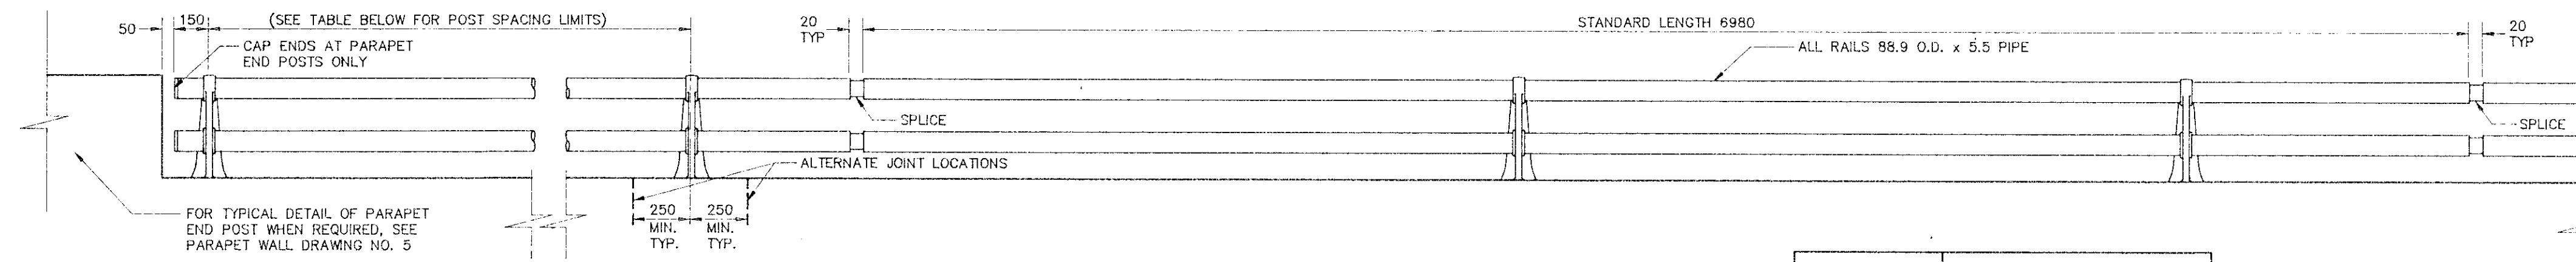 50
150
(SEE TABLE BELOW FOR POST SPACING LIMITS)
20
TYP
STANDARD LENGTH 6980
20
TYP
CAP ENDS AT PARAPET
END POSTS ONLY
ALL RAILS 88.9 O.D. x 5.5 PIPE
SPLICE
SPLICE
ALTERNATE JOINT LOCATIONS
FOR TYPICAL DETAIL OF PARAPET
END POST WHEN REQUIRED, SEE
PARAPET WALL DRAWING NO. 5
250
MIN.
TYP.
250
MIN.
TYP.